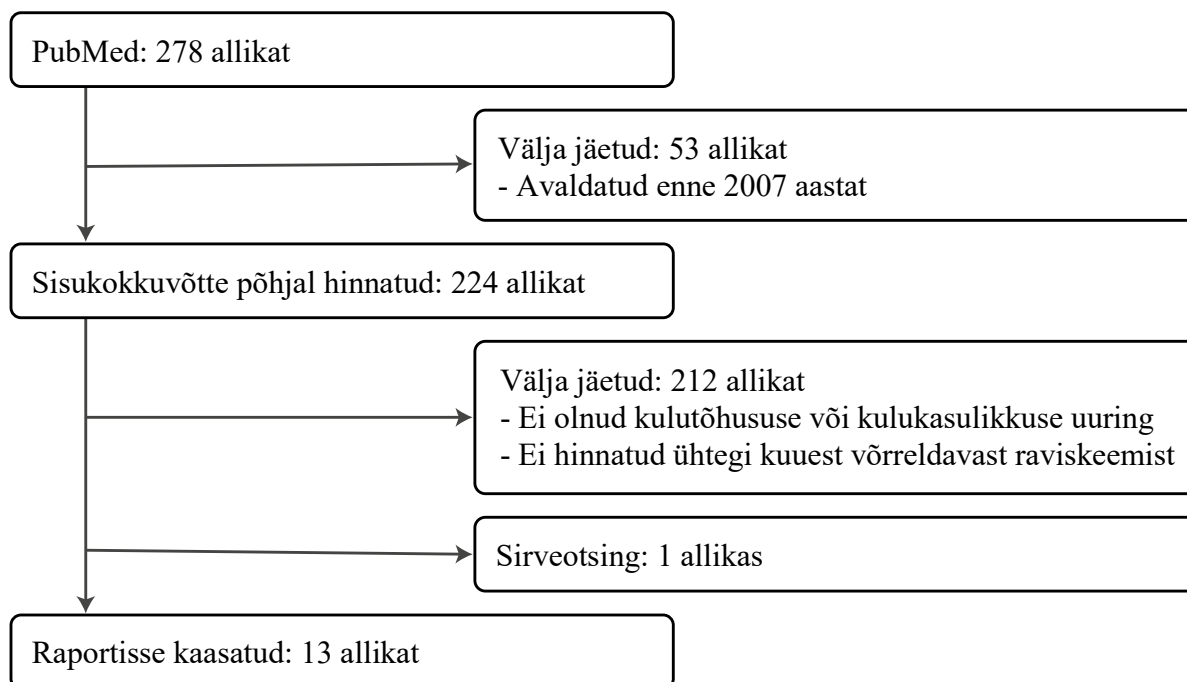 PubMed: 278 allikat
Välja jäetud: 53 allikat
- Avaldatud enne 2007 aastat
Sisukokkuvõtte põhjal hinnatud: 224 allikat
Välja jäetud: 212 allikat
- Ei olnud kulutõhususe või kulukasulikkuse uuring
- Ei hinnatud ühtegi kuuest võrreldavast raviskeemist
Sirveotsing: 1 allikas
Raportisse kaasatud: 13 allikat